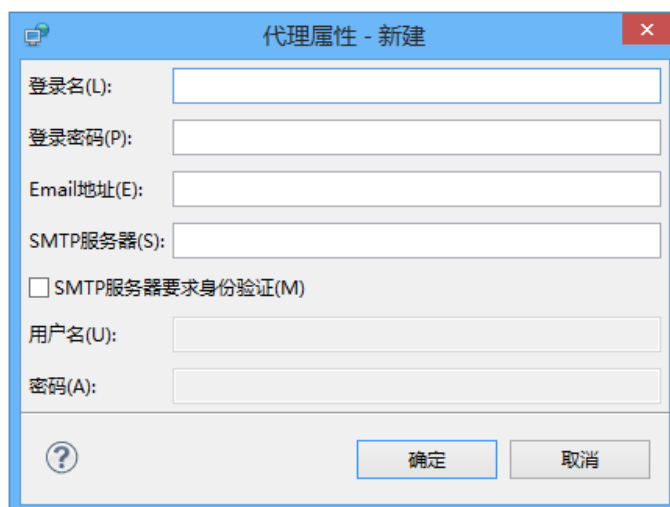 代理属性 - 新建
登录名(L):
登录密码(P):
Email地址(E):
SMTP服务器(S):
SMTP服务器要求身份验证(M)
用户名(U):
密码(A):
确定 取消